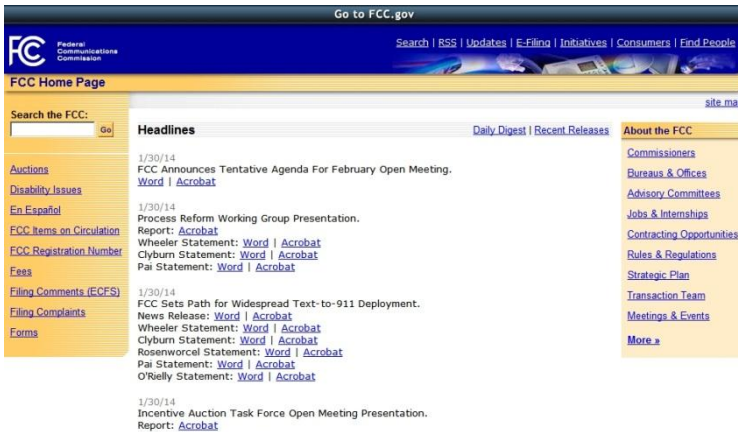 Go to FCC.gov
FCC
Federal
Communications
Commission
Search | RSS | Updates | E-Filing | Initiatives | Consumers | Find People
FCC Home Page
site ma
Search the FCC:
Go
Auctions
Disability Issues
En Español
FCC Items on Circulation
FCC Registration Number
Fees
Filing Comments (ECFS)
Filing Complaints
Forms
Headlines
Daily Digest | Recent Releases
1/30/14
FCC Announces Tentative Agenda For February Open Meeting.
Word | Acrobat
1/30/14
Process Reform Working Group Presentation.
Report: Acrobat
Wheeler Statement: Word | Acrobat
Clyburn Statement: Word | Acrobat
Pai Statement: Word | Acrobat
1/30/14
FCC Sets Path for Widespread Text-to-911 Deployment.
News Release: Word | Acrobat
Wheeler Statement: Word | Acrobat
Clyburn Statement: Word | Acrobat
Rosenworcel Statement: Word | Acrobat
Pai Statement: Word | Acrobat
O'Rielly Statement: Word | Acrobat
1/30/14
Incentive Auction Task Force Open Meeting Presentation.
Report: Acrobat
About the FCC
Commissioners
Bureaus & Offices
Advisory Committees
Jobs & Internships
Contracting Opportunities
Rules & Regulations
Strategic Plan
Transaction Team
Meetings & Events
More »